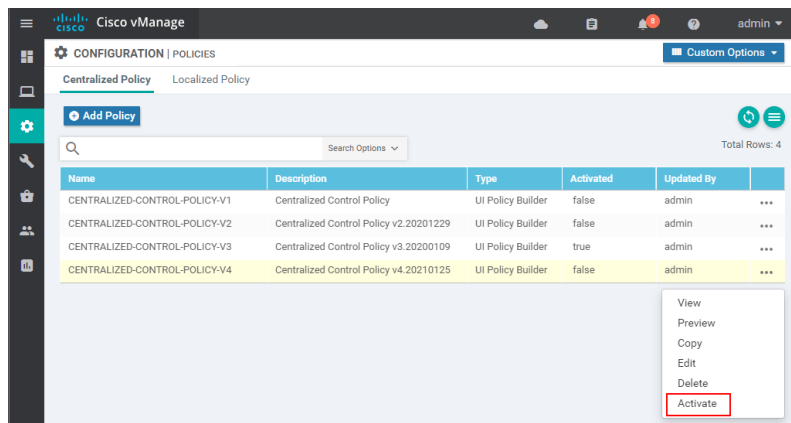 cisco Cisco vManage 8 admin
CONFIGURATION | POLICIES Custom Options
Centralized Policy Localized Policy
Add Policy
Search Options Total Rows: 4
Name Description Type Activated Updated By
CENTRALIZED-CONTROL-POLICY-V1 Centralized Control Policy UI Policy Builder false admin
CENTRALIZED-CONTROL-POLICY-V2 Centralized Control Policy v2.20201229 UI Policy Builder false admin
CENTRALIZED-CONTROL-POLICY-V3 Centralized Control Policy v3.20200109 UI Policy Builder true admin
CENTRALIZED-CONTROL-POLICY-V4 Centralized Control Policy v4.20210125 UI Policy Builder false admin
View
Preview
Copy
Edit
Delete
Activate